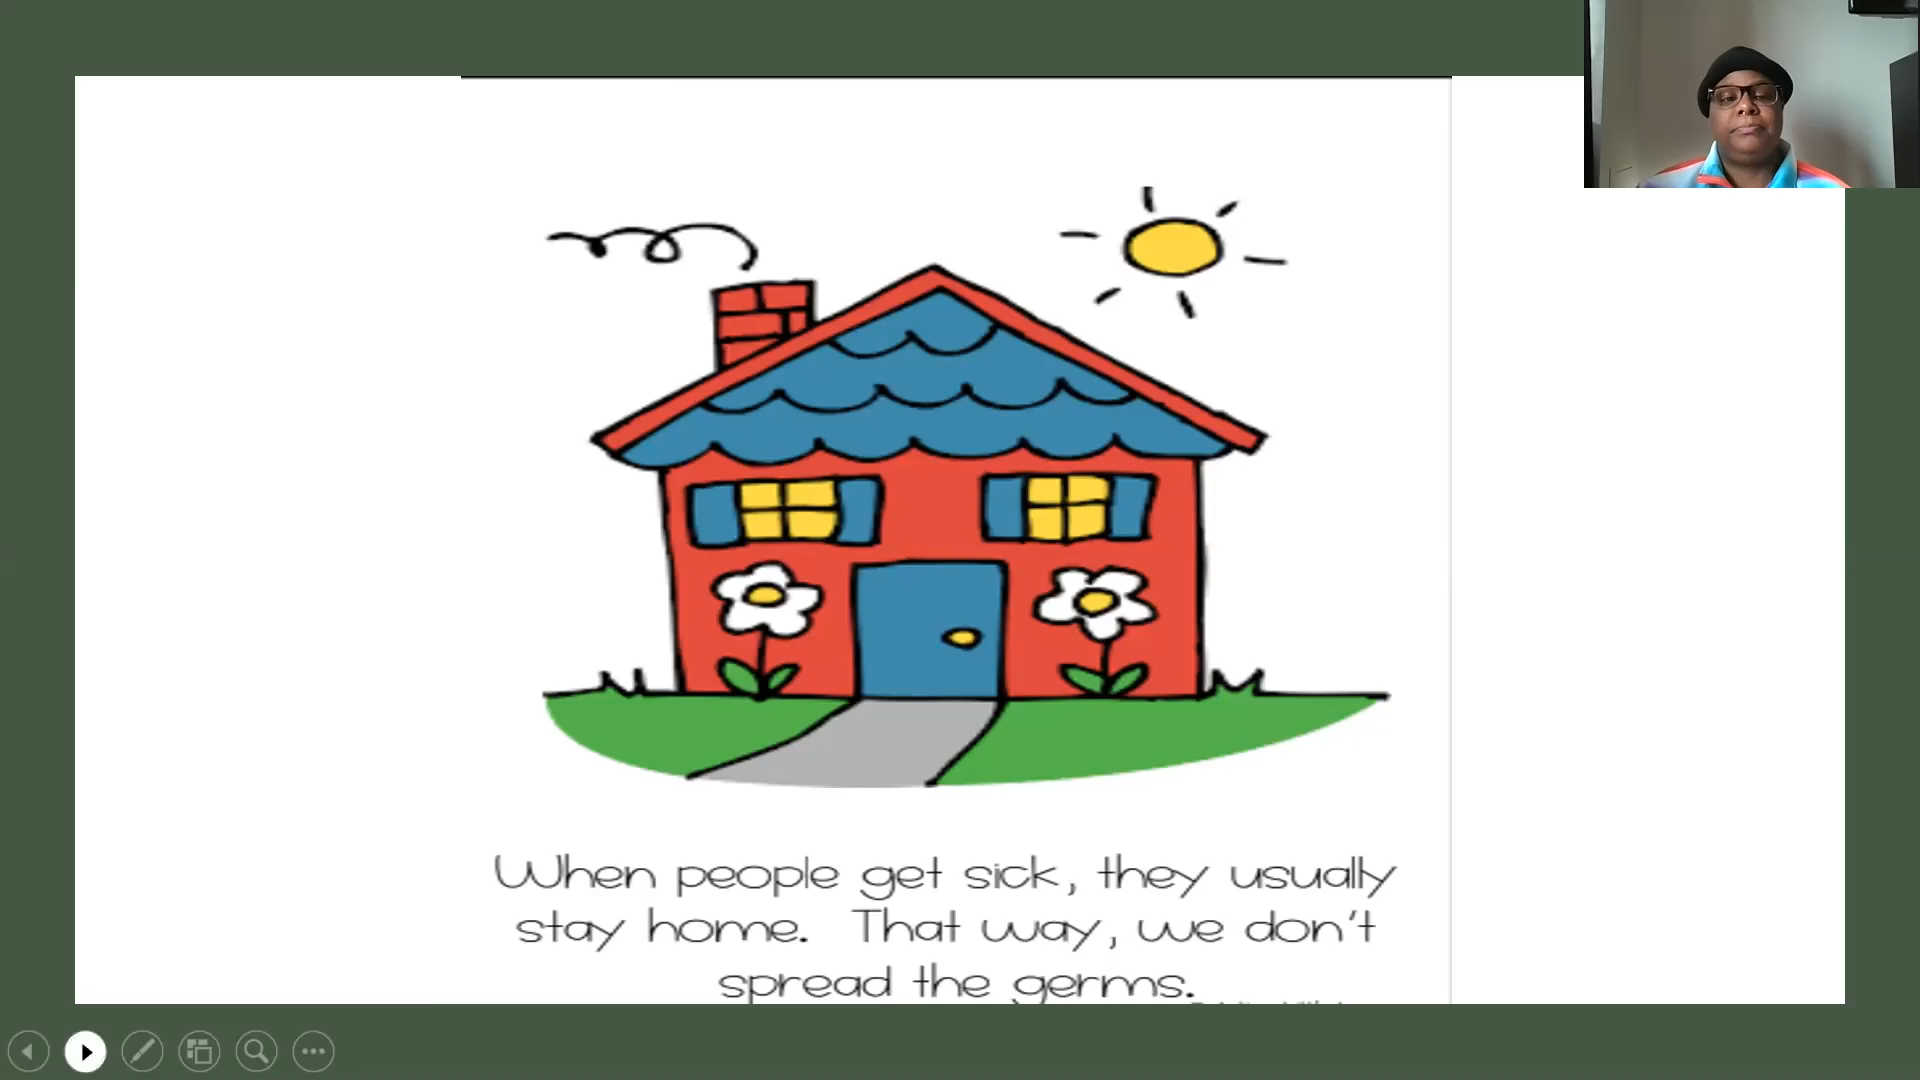 When people get sick, they usually
stay home. That way, we don't
spread the germs.